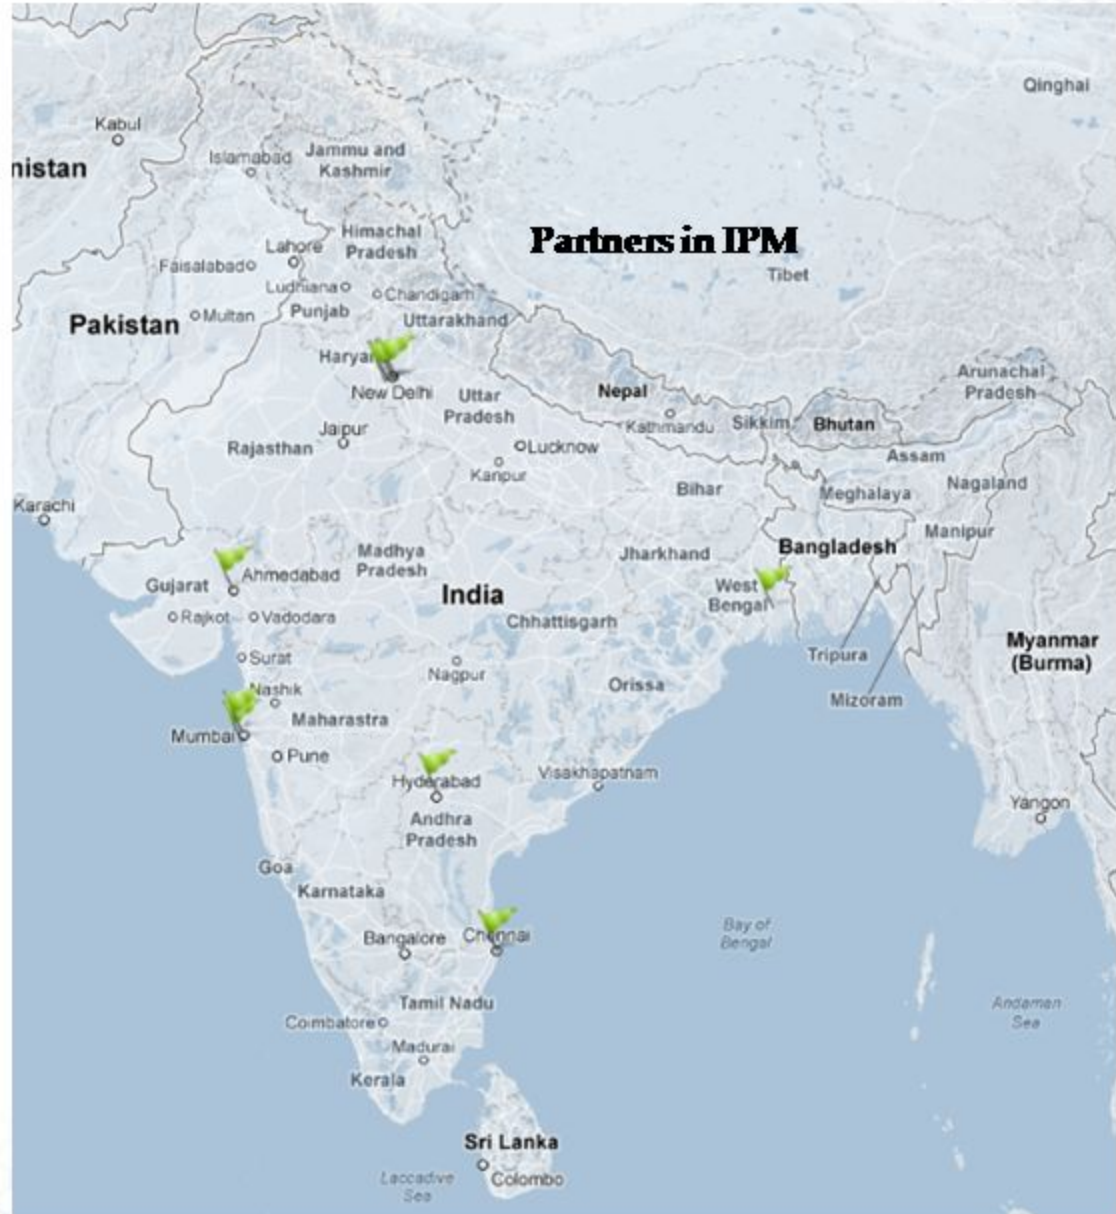 Qinghai
Kabul
nistan
Islamabad
Jammu and
Kashmir
Himachal
Pradesh
Partners in IPM
Lahore
Faisalabad
Tibet
Ludhiana
Chandigarh
Multan
Punjab
Pakistan
Uttarakhand
Haryan
New Delhi
Uttar
Pradesh
Nepal
Arunachal
Pradesh
Kathmandu
Sikkim
Bhutan
Jaipur
Rajasthan
Lucknow
Assam
Kanpur
Bihar
Meghalaya
Nagaland
Karachi
Manipur
Madhya
Pradesh
Jharkhand
Bangladesh
Gujarat
Ahmedabad
India
West
Bengal
Rajkot
Vadodara
Chhattisgarh
Tripura
Myanmar
(Burma)
Surat
Nagpur
Nashik
Orissa
Mizoram
Maharastra
Mumbai
Pune
Hyderabad
Visakhapatnam
Andhra
Pradesh
Yangon
Goa
Karnataka
Bangalore
Chennai
Bay of
Bengal
Tamil Nadu
Andaman
Sea
Coimbatore
Madurai
Kerala
Sri Lanka
Colombo
Laccadive
Sea